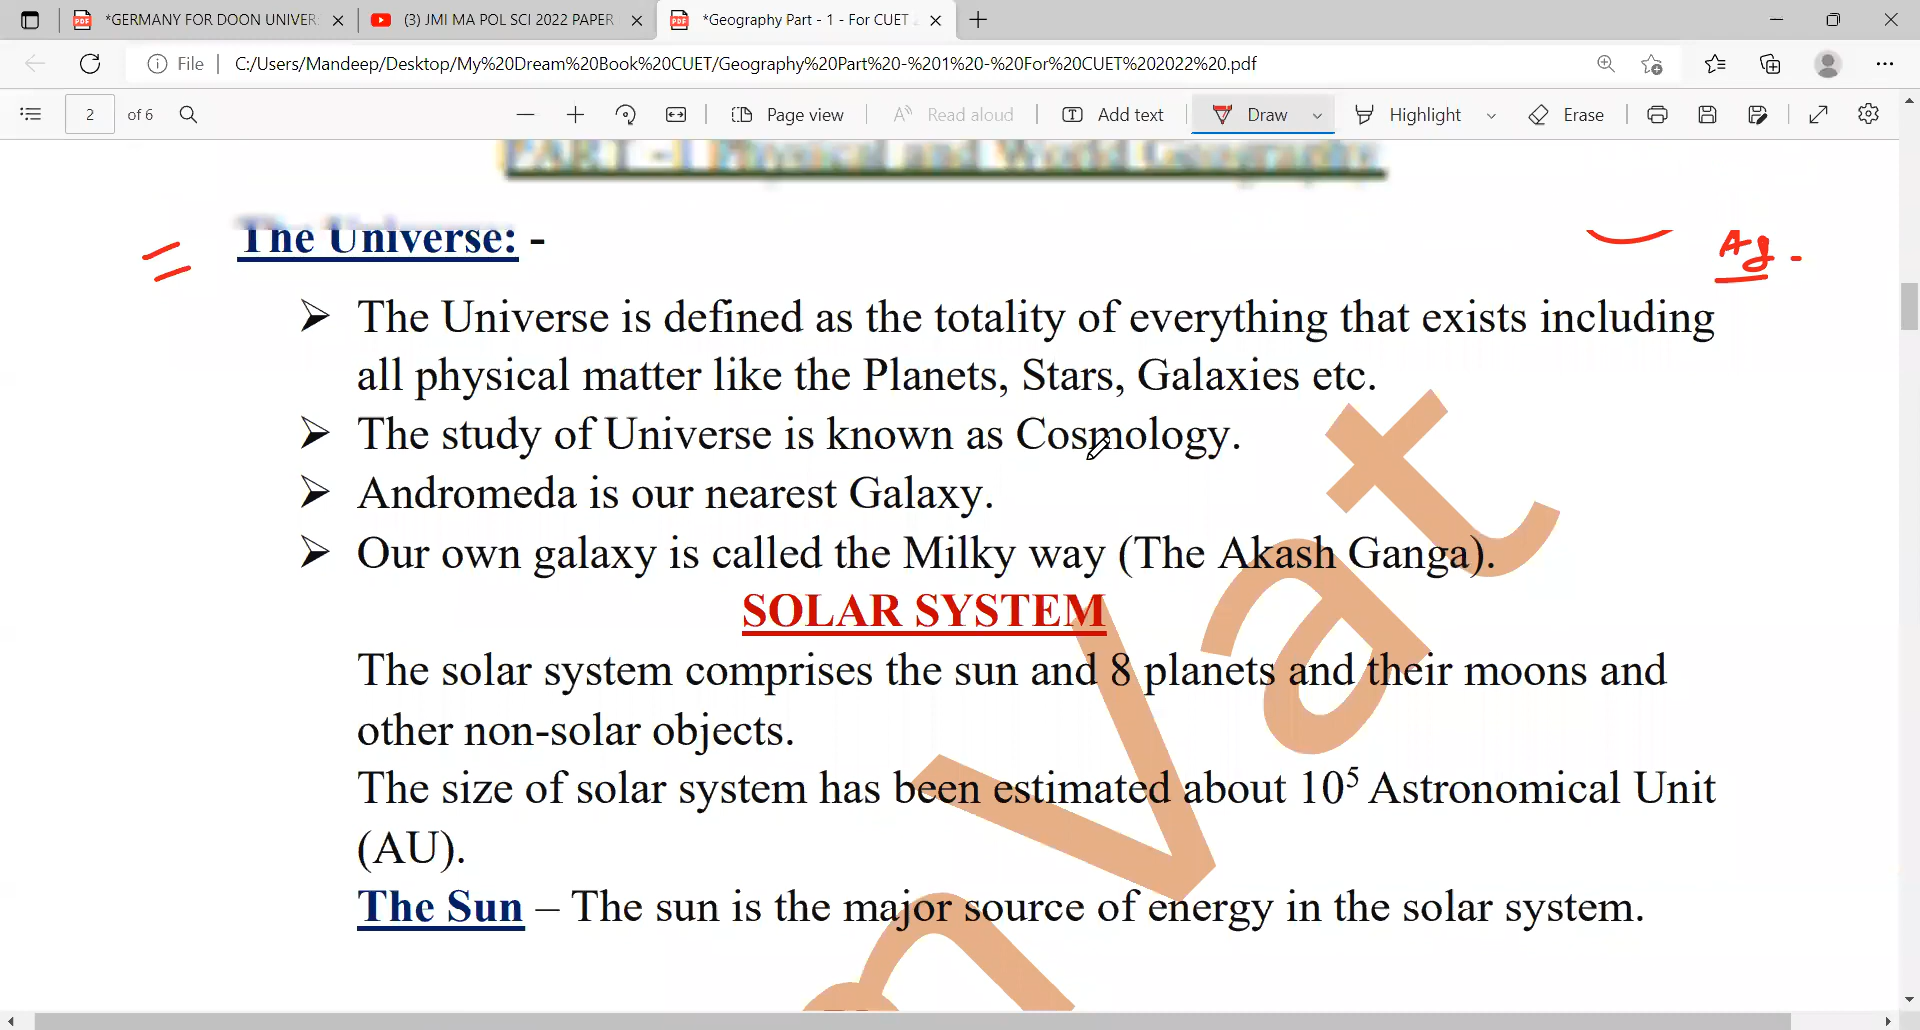 *GERMANY FOR DOON UNIVER
(3) JMI MA POL SCI 2022 PAPER
*Geography Part - 1 - For CUET
File
C:/Users/Mandeep/Desktop/My%20Dream%20Book%20CUET/Geography%20Part%20-%201%20-%20For%20CUET%202022%20.pdf
2 of 6
Page view
Read aloud
Add text
Draw
Highlight
Erase
PART -1 Physical and World Geography
The Universe: -
Ag -
➢ The Universe is defined as the totality of everything that exists including
all physical matter like the Planets, Stars, Galaxies etc.
➢ The study of Universe is known as Cosmology.
➢ Andromeda is our nearest Galaxy.
➢ Our own galaxy is called the Milky way (The Akash Ganga).
SOLAR SYSTEM
The solar system comprises the sun and 8 planets and their moons and
other non-solar objects.
The size of solar system has been estimated about 10⁵ Astronomical Unit
(AU).
The Sun – The sun is the major source of energy in the solar system.